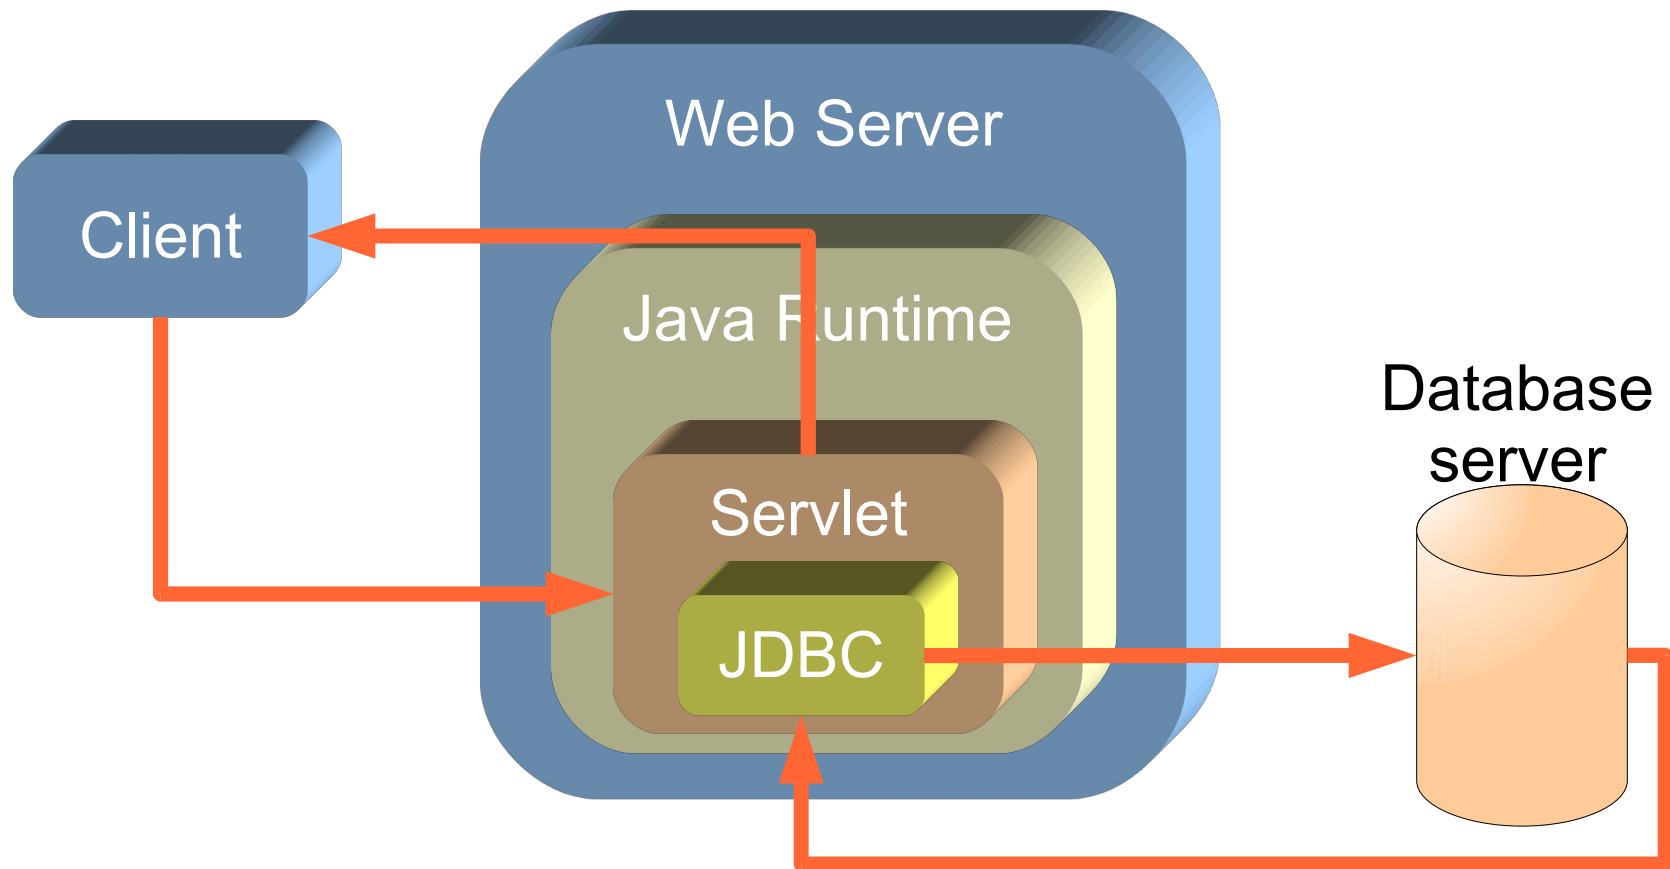 Web Server
Client
Java Runtime
Database
server
Servlet
JDBC